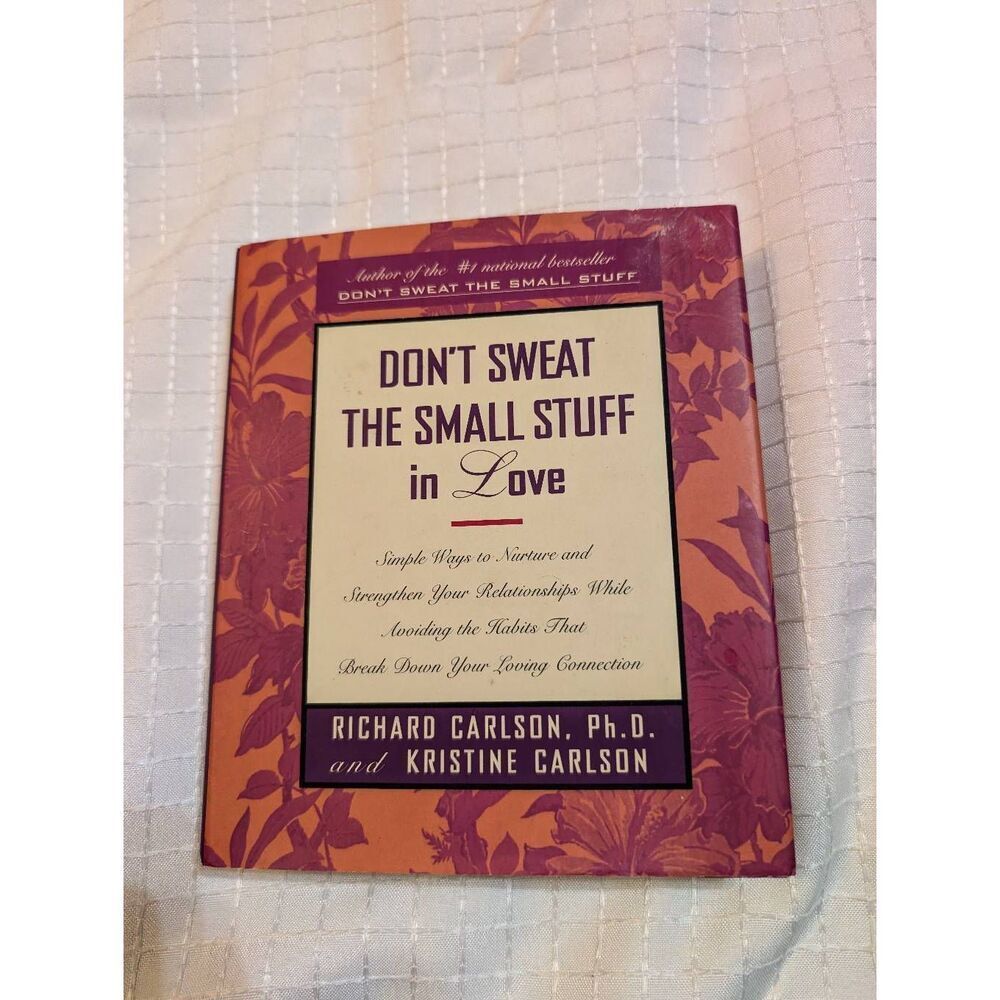 Author of the #1 national bestseller
DON'T SWEAT THE SMALL STUFF
DON'T SWEAT
THE SMALL STUFF
in Love
Simple Ways to Nurture and
Strengthen Your Relationships While
Avoiding the Habits That
Break Down Your Loving Connection
RICHARD CARLSON, Ph.D.
and KRISTINE CARLSON